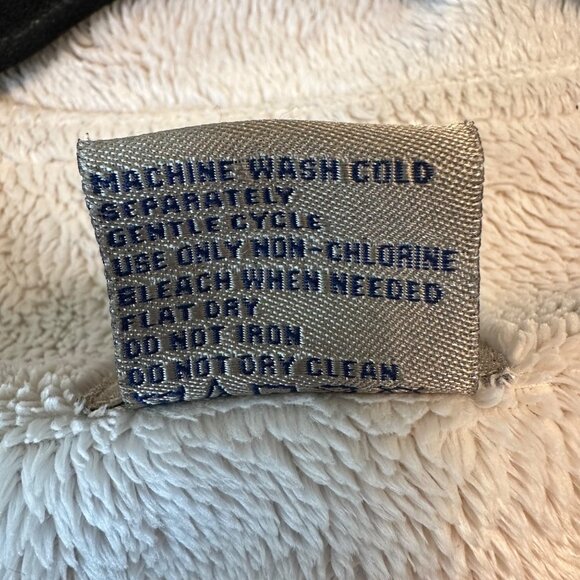 MACHINE WASH COLD
SEPARATELY
GENTLE CYCLE
USE ONLY NON-CHLORINE
BLEACH WHEN NEEDED
FLAT DRY
DO NOT IRON
DO NOT DRY CLEAN